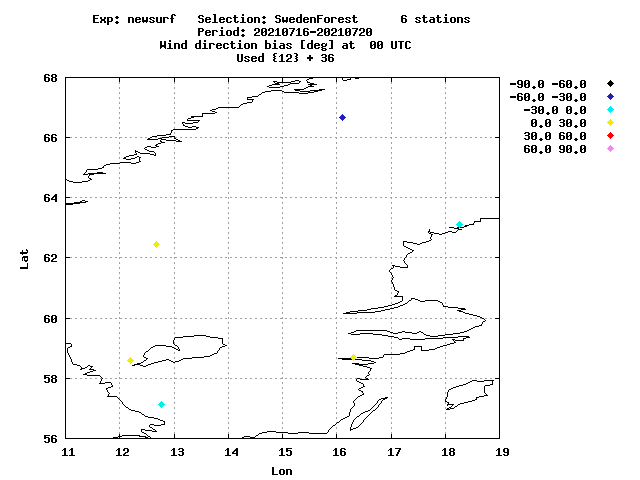 Exp: newsurf   Selection: SwedenForest      6 stations
Period: 20210716-20210720
Wind direction bias [deg] at  00 UTC
Used {12} + 36
-90.0 -60.0
-60.0 -30.0
-30.0 0.0
0.0 30.0
30.0 60.0
60.0 90.0
68
66
64
62
60
58
56
Lat
11 12 13 14 15 16 17 18 19
Lon